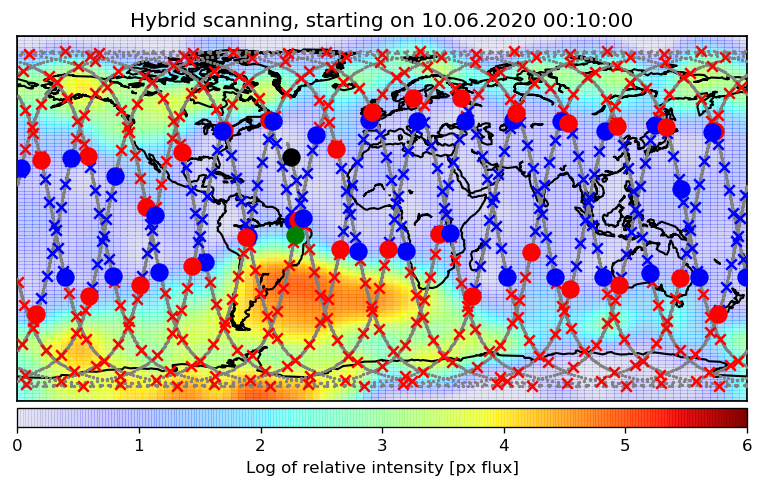 Hybrid scanning, starting on 10.06.2020 00:10:00
0 1 2 3 4 5 6
Log of relative intensity [px flux]